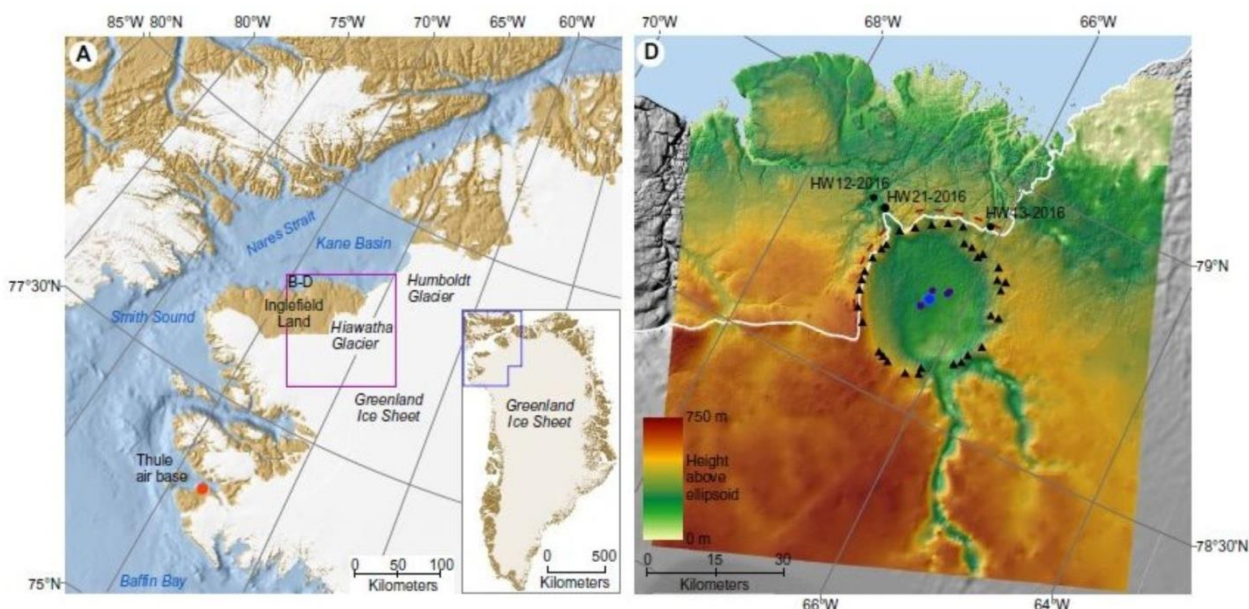 85°W 80°W 75°W 70°W 65°W 60°W
A
Nares Strait
Kane Basin
77°30'N
B-D
Humboldt
Glacier
Inglefield
Land
Smith Sound
Hiawatha
Glacier
Greenland
Ice Sheet
Greenland
Ice Sheet
Thule
air base
0 50 100
Kilometers
0 500
Kilometers
75°N
Baffin Bay
70°W 68°W 66°W
D
HW12-2016
HW21-2016
HW13-2016
79°N
750 m
Height
above
ellipsoid
0 m
0 15 30
Kilometers
78°30'N
66°W 64°W